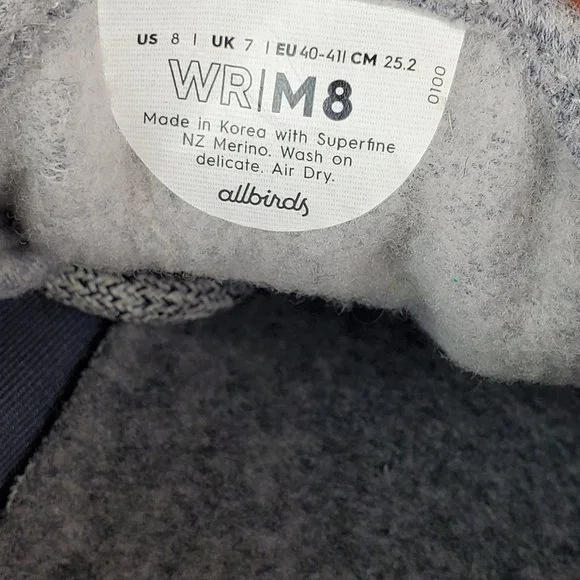 US 8 | UK 7 | EU 40-41| CM 25.2
WR|M8
0100
Made in Korea with Superfine
NZ Merino. Wash on
delicate. Air Dry.
allbirds